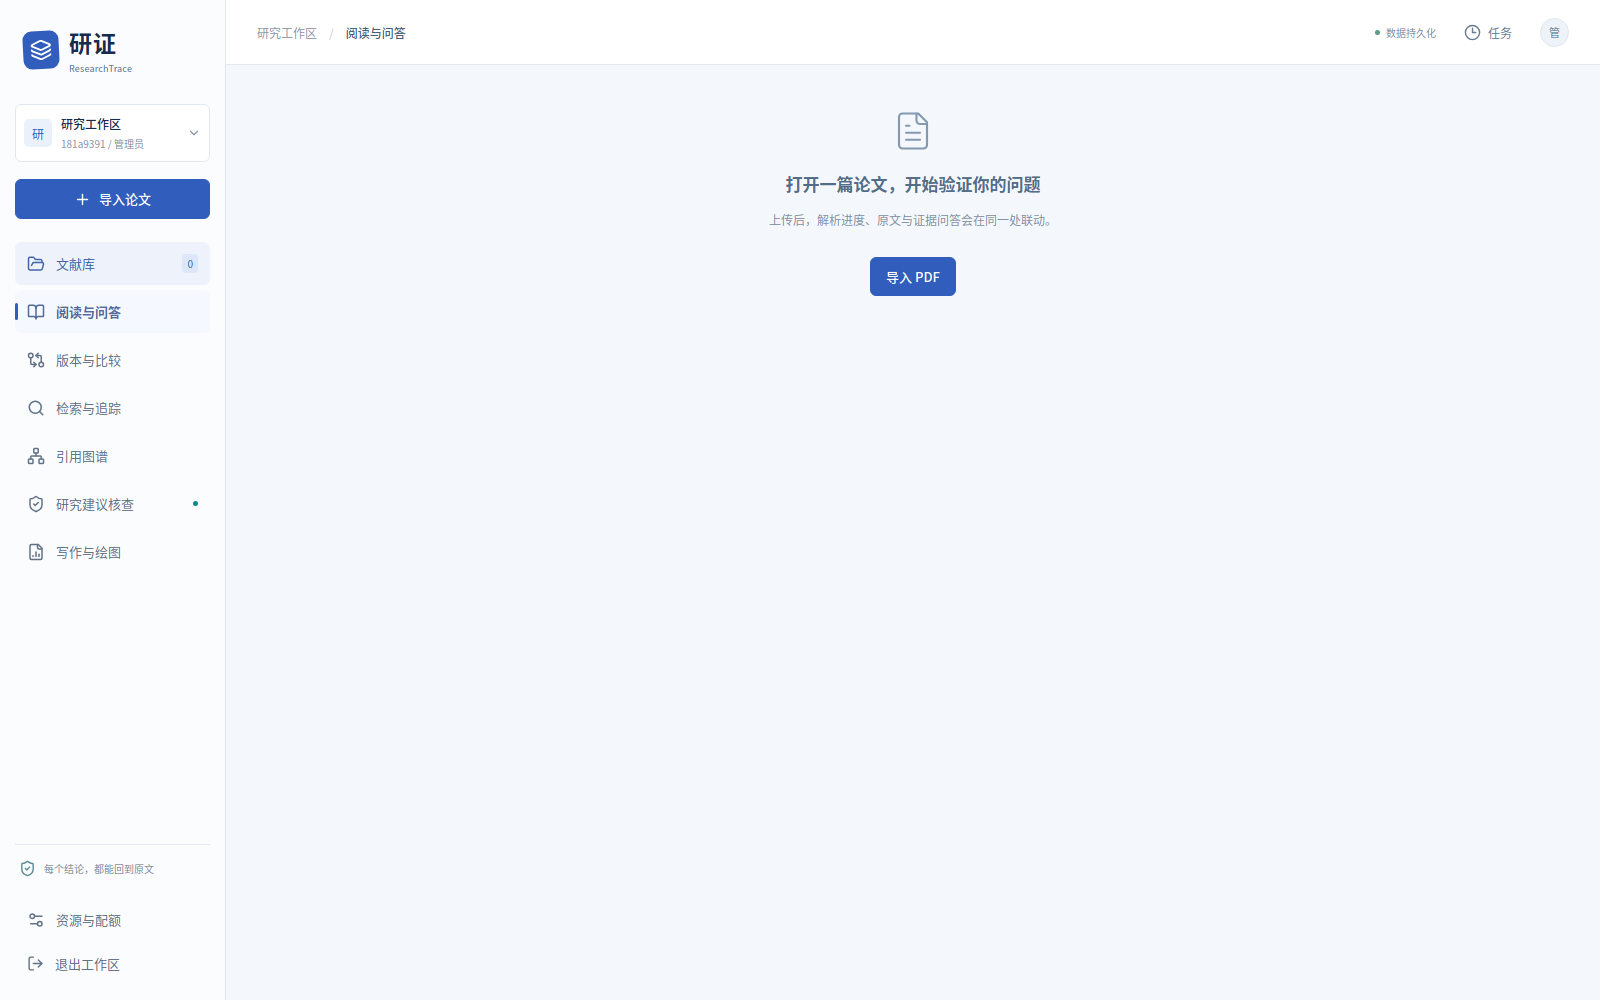 研证
ResearchTrace
研
研究工作区
181a9391 / 管理员
导入论文
文献库
0
阅读与问答
版本与比较
检索与追踪
引用图谱
研究建议核查
写作与绘图
每个结论，都能回到原文
资源与配额
退出工作区
研究工作区 / 阅读与问答
数据持久化
任务
管
打开一篇论文，开始验证你的问题
上传后，解析进度、原文与证据问答会在同一处联动。
导入 PDF